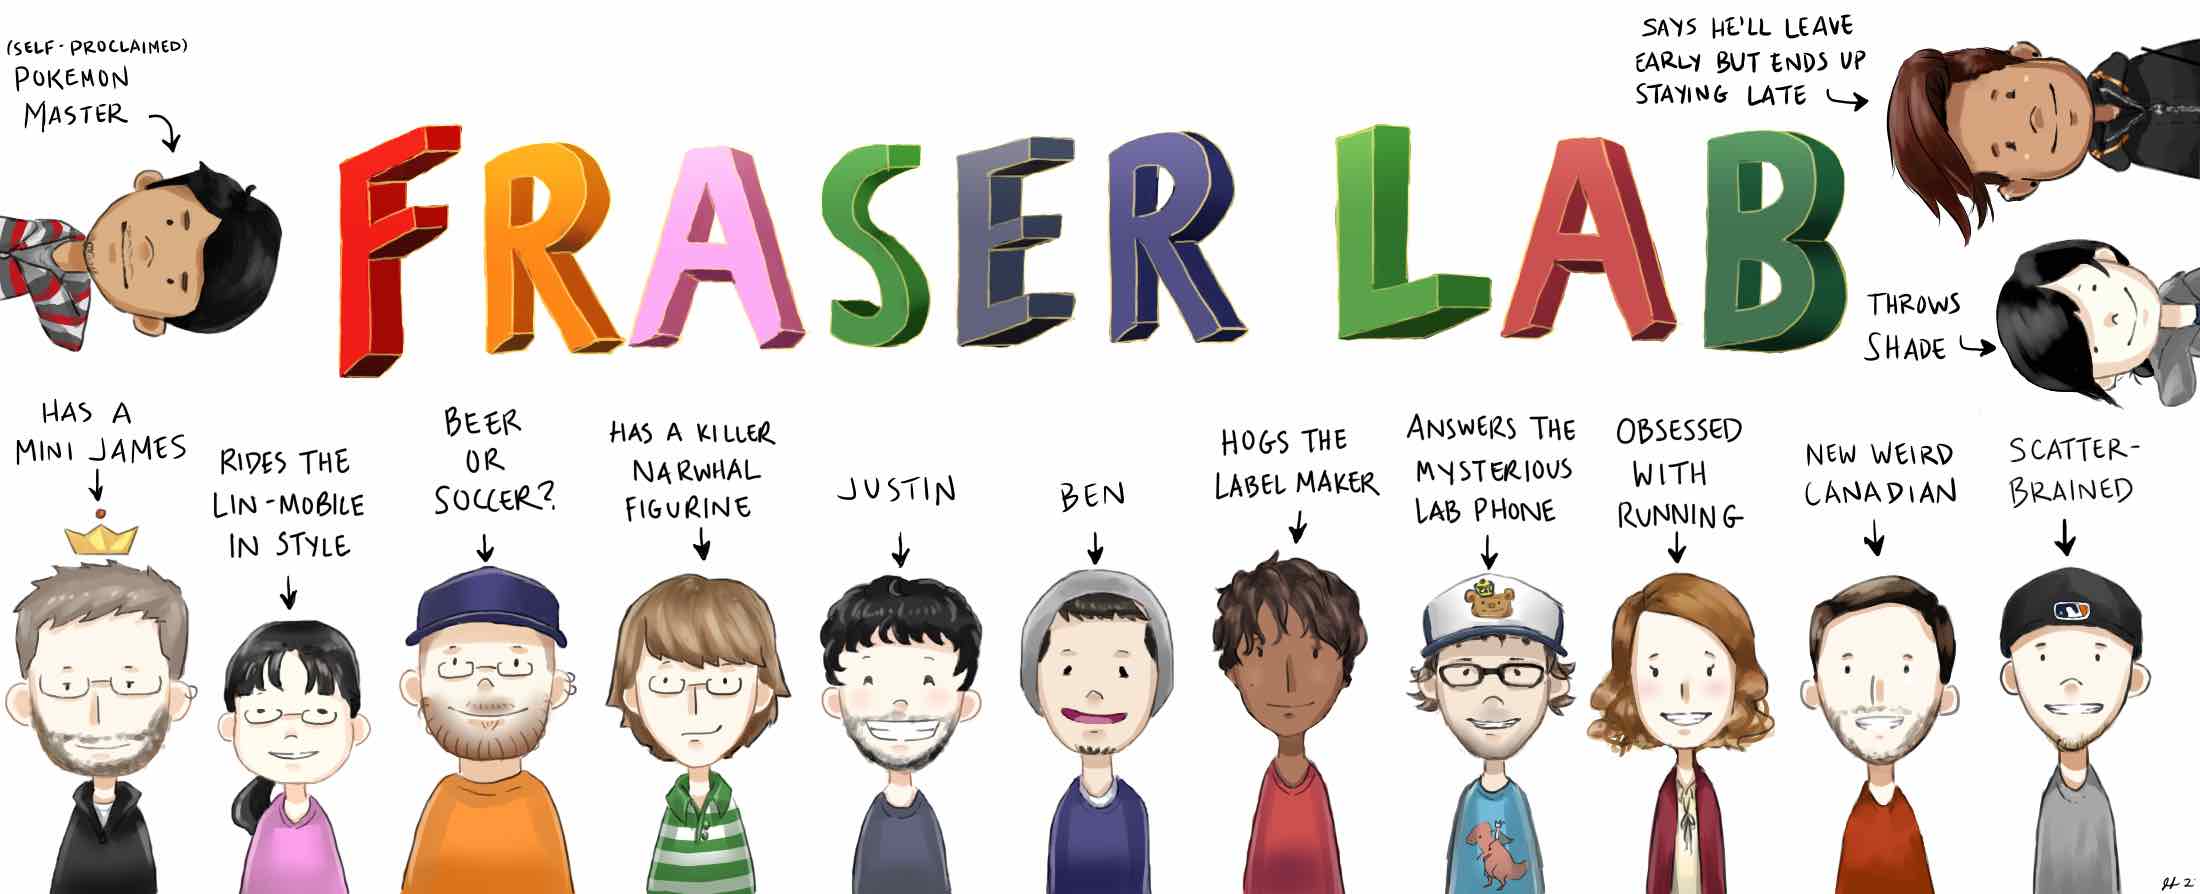 (SELF-PROCLAIMED)
POKEMON
MASTER
FRASER LAB
SAYS HE'LL LEAVE
EARLY BUT ENDS UP
STAYING LATE
THROWS
SHADE
HAS A
MINI JAMES
RIDES THE
LIN-MOBILE
IN STYLE
BEER
OR
SOCCER?
HAS A KILLER
NARWHAL
FIGURINE
JUSTIN
BEN
HOGS THE
LABEL MAKER
ANSWERS THE
MYSTERIOUS
LAB PHONE
OBSESSED
WITH
RUNNING
NEW WEIRD
CANADIAN
SCATTER-
BRAINED